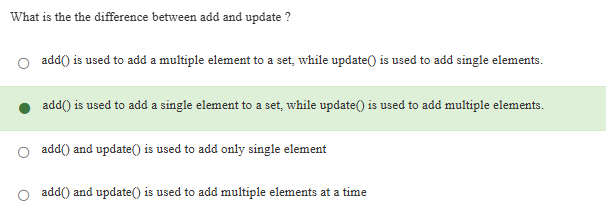 What is the the difference between add and update ?
add() is used to add a multiple element to a set, while update() is used to add single elements.
add() is used to add a single element to a set, while update() is used to add multiple elements.
add() and update() is used to add only single element
add() and update() is used to add multiple elements at a time